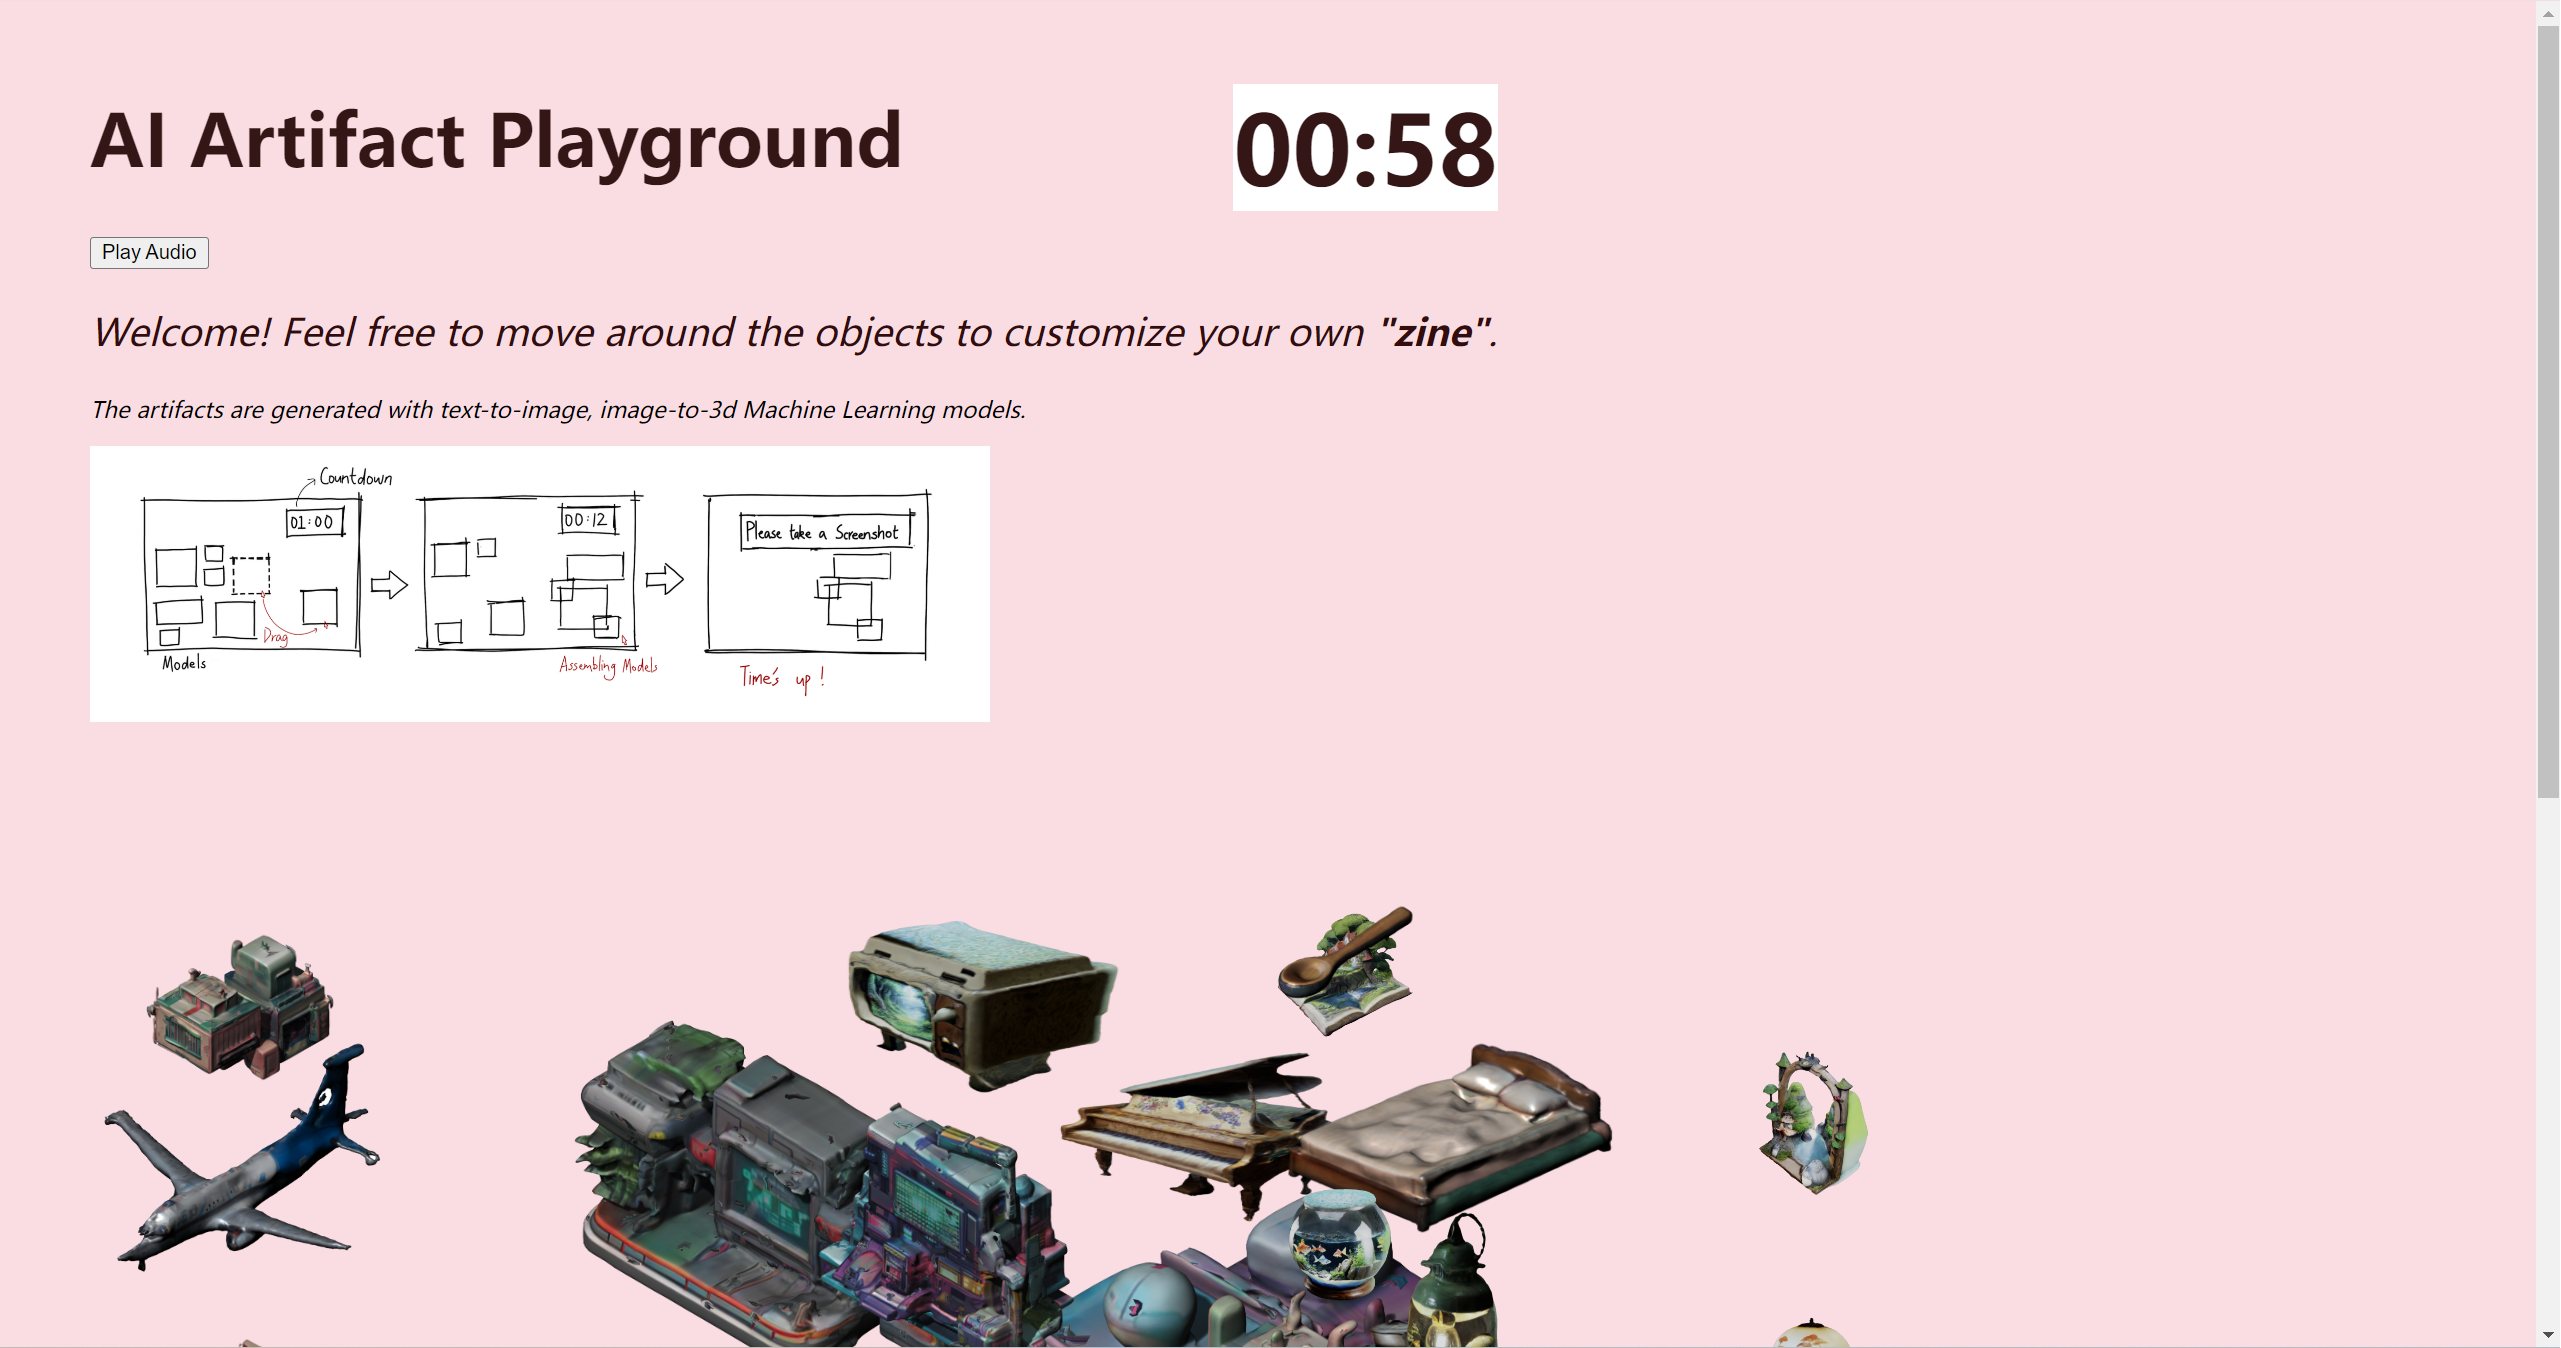 AI Artifact Playground
00:58
Play Audio
Welcome! Feel free to move around the objects to customize your own "zine".
The artifacts are generated with text-to-image, image-to-3d Machine Learning models.
Countdown
01:00
Drag
Models
00:12
Assembling Models
Please take a Screenshot
Time's up!